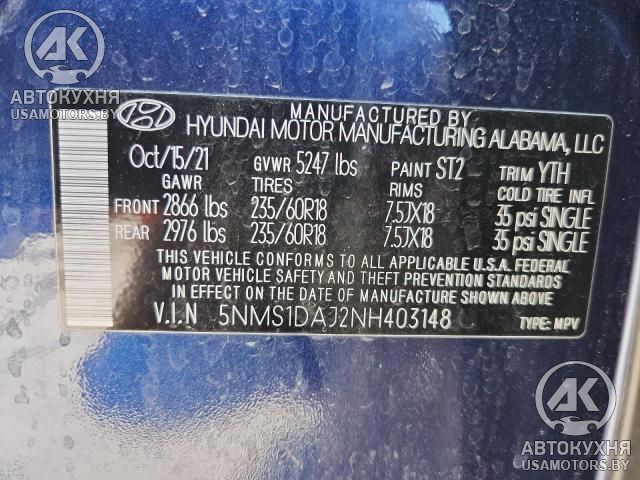 АК
АВТОКУХНЯ
USAMOTORS.BY
MANUFACTURED BY
HYUNDAI MOTOR MANUFACTURING ALABAMA, LLC
Oct/15/21 GVWR 5247 lbs PAINT ST2 TRIM YTH
GAWR TIRES RIMS COLD TIRE INFL
FRONT 2866 lbs 235/60R18 7.5JX18 35 psi SINGLE
REAR 2976 lbs 235/60R18 7.5JX18 35 psi SINGLE
THIS VEHICLE CONFORMS TO ALL APPLICABLE U.S.A. FEDERAL
MOTOR VEHICLE SAFETY AND THEFT PREVENTION STANDARDS
IN EFFECT ON THE DATE OF MANUFACTURE SHOWN ABOVE.
V.I.N 5NMS1DAJ2NH403148 TYPE: MPV
АК
АВТОКУХНЯ
USAMOTORS.BY